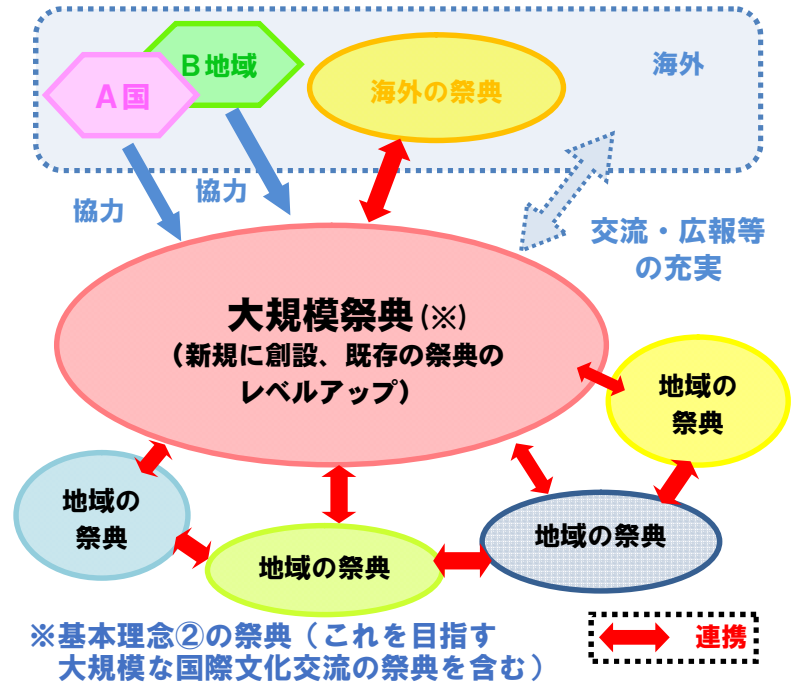 B地域
A国
海外の祭典
海外
協力
協力
交流・広報等
の充実
大規模祭典(※)
（新規に創設、既存の祭典の
レベルアップ）
地域の
祭典
地域の
祭典
地域の祭典
地域の祭典
※基本理念②の祭典（これを目指す
大規模な国際文化交流の祭典を含む）
連携